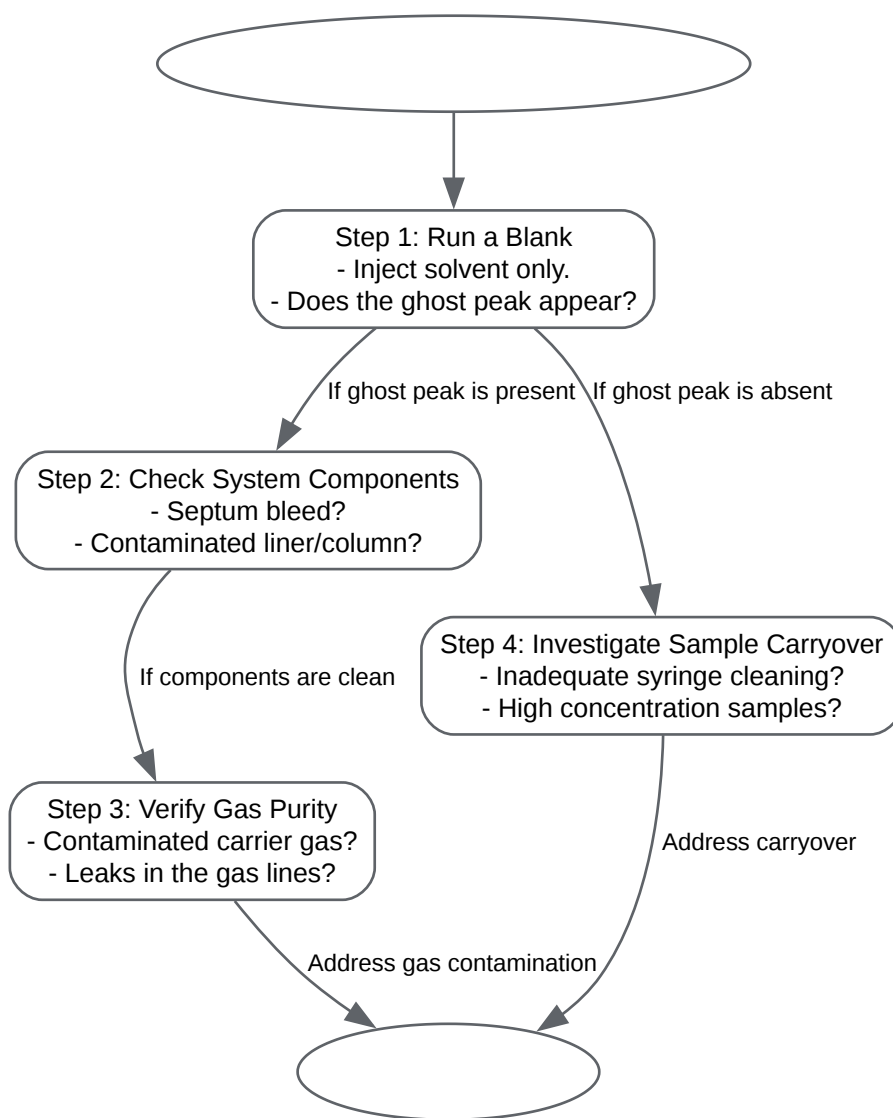 Step 1: Run a Blank
- Inject solvent only.
- Does the ghost peak appear?
If ghost peak is present
If ghost peak is absent
Step 2: Check System Components
- Septum bleed?
- Contaminated liner/column?
Step 4: Investigate Sample Carryover
- Inadequate syringe cleaning?
- High concentration samples?
If components are clean
Step 3: Verify Gas Purity
- Contaminated carrier gas?
- Leaks in the gas lines?
Address carryover
Address gas contamination